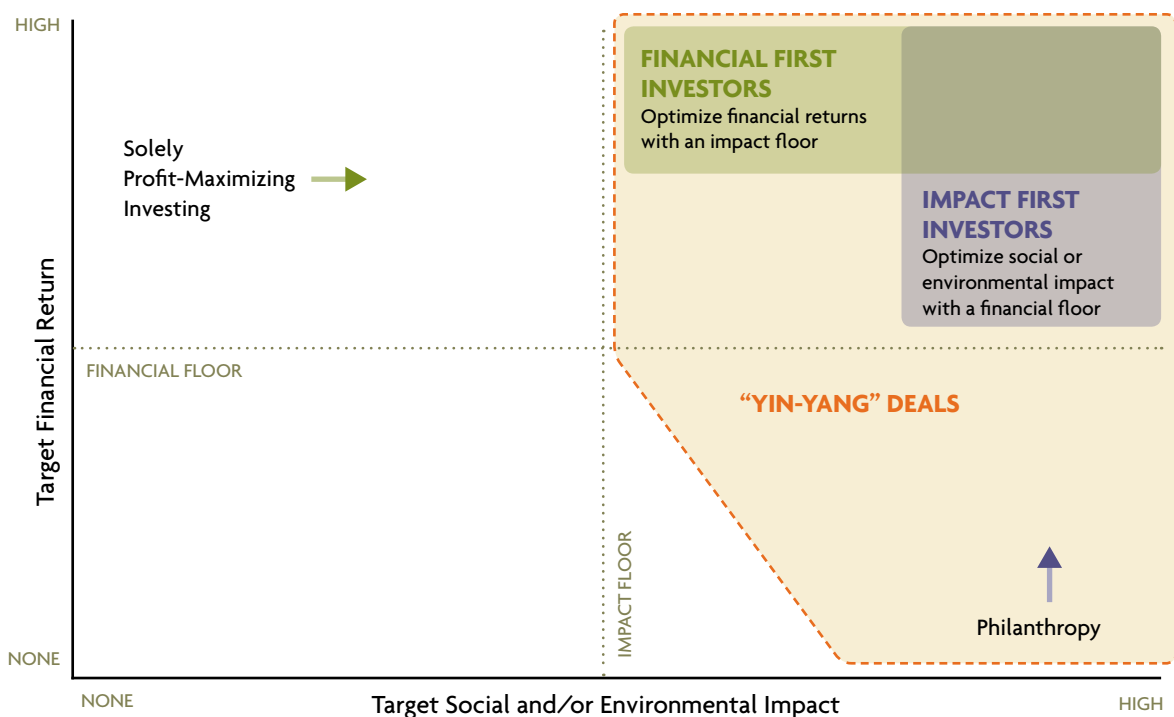 HIGH
FINANCIAL FIRST
INVESTORS
Optimize financial returns
with an impact floor
Solely
Profit-Maximizing
Investing
IMPACT FIRST
INVESTORS
Optimize social or
environmental impact
with a financial floor
Target Financial Return
FINANCIAL FLOOR
“YIN-YANG” DEALS
IMPACT FLOOR
Philanthropy
NONE
NONE
Target Social and/or Environmental Impact
HIGH